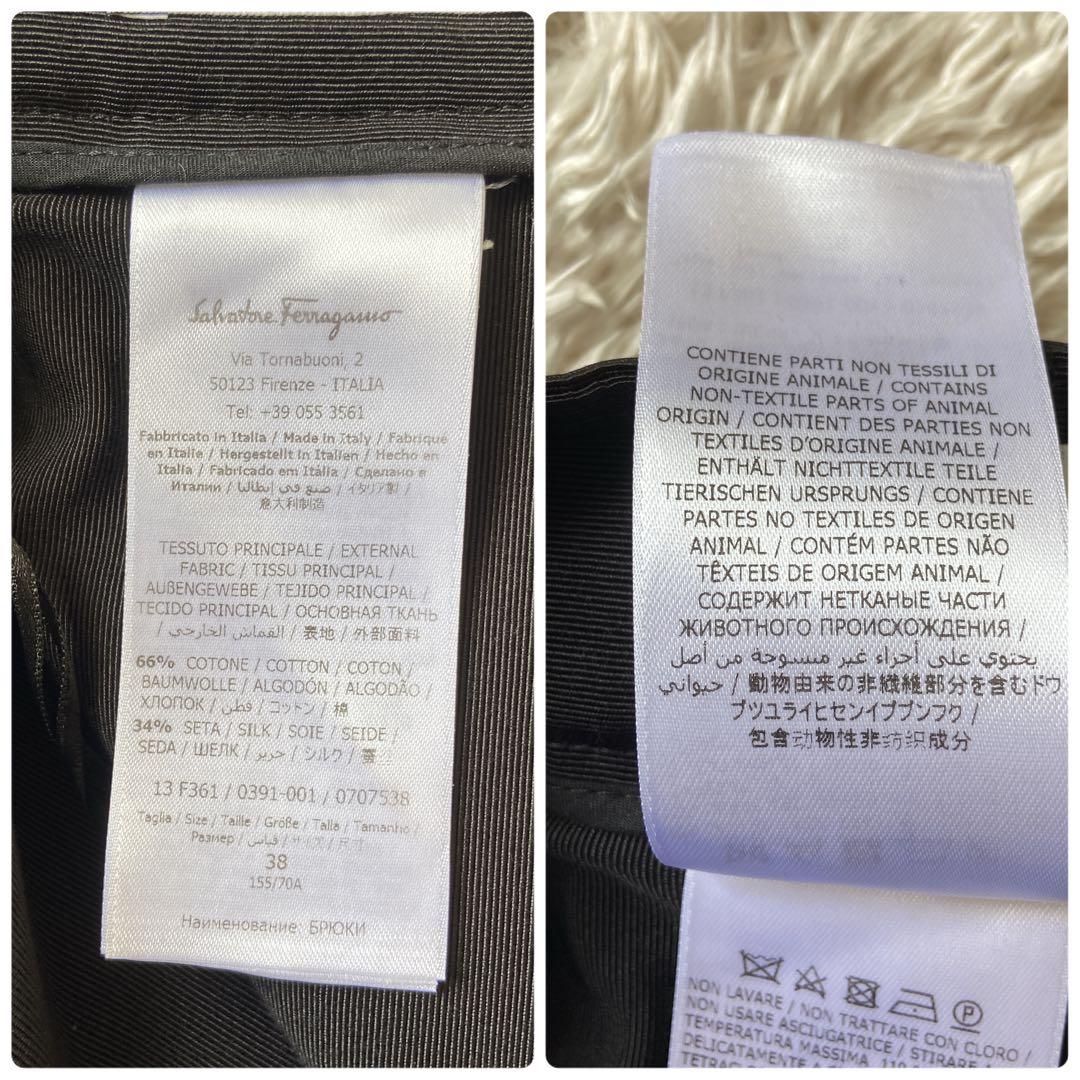 Salvatore Ferragamo
Via Tornabuoni, 2
50123 Firenze - ITALIA
Tel: +39 055 3561
Fabbricato in Italia / Made in Italy / Fabriqué
en Italie / Hergestellt in Italien / Hecho en
Italia / Fabricado em Itália / Сделано в
Италии / صنع في إيطاليا / イタリア製 /
意大利制造
TESSUTO PRINCIPALE / EXTERNAL
FABRIC / TISSU PRINCIPAL /
AUßENGEWEBE / TEJIDO PRINCIPAL /
TECIDO PRINCIPAL / ОСНОВНАЯ ТКАНЬ
/ القماش الخارجي / 表地 / 外部面料
66% COTONE / COTTON / COTON /
BAUMWOLLE / ALGODÓN / ALGODÃO /
ХЛОПОК / قطن / コットン / 棉
34% SETA / SILK / SOIE / SEIDE /
SEDA / ШЕЛК / حرير / シルク / 蚕
13 F361 / 0391-001 / 0707538
Taglia / Size / Taille / Größe / Talla / Tamanho /
Размер / قياس / サイズ / 尺寸
38
155/70A
Наименование: БРЮКИ
CONTIENE PARTI NON TESSILI DI
ORIGINE ANIMALE / CONTAINS
NON-TEXTILE PARTS OF ANIMAL
ORIGIN / CONTIENT DES PARTIES NON
TEXTILES D'ORIGINE ANIMALE /
ENTHÄLT NICHTTEXTILE TEILE
TIERISCHEN URSPRUNGS / CONTIENE
PARTES NO TEXTILES DE ORIGEN
ANIMAL / CONTÉM PARTES NÃO
TÊXTEIS DE ORIGEM ANIMAL /
СОДЕРЖИТ НЕТКАНЫЕ ЧАСТИ
ЖИВОТНОГО ПРОИСХОЖДЕНИЯ /
يحتوي على أجزاء غير منسوجة من أصل
حيواني / 動物由来の非繊維部分を含むドウ
ブツユライヒセンイブブンフク /
包含动物性非纺织成分
P
NON LAVARE / NON TRATTARE CON CLORO /
NON USARE ASCIUGATRICE / STIRARE
TEMPERATURA MASSIMA 110
DELICATAMENTE A